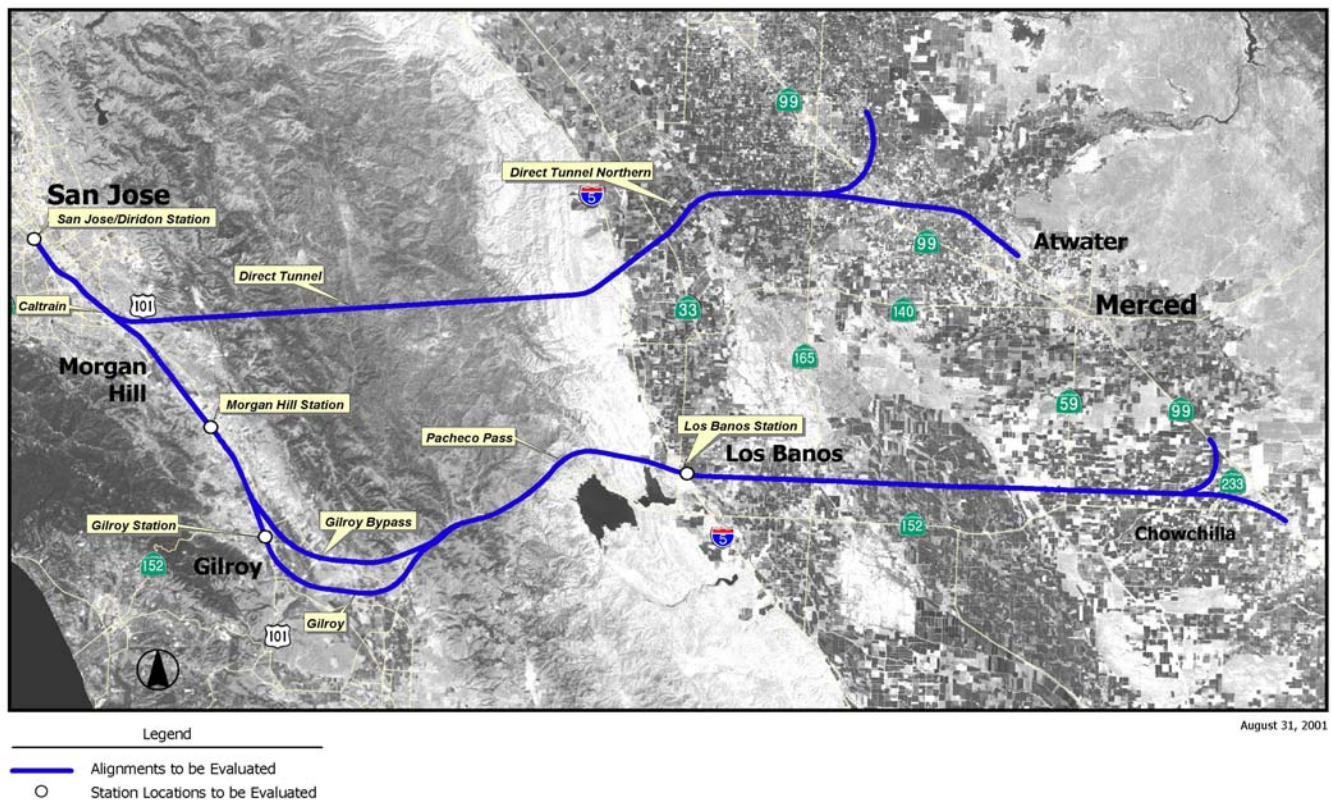 99
Direct Tunnel Northern
5
San Jose
San Jose/Diridon Station
Atwater
99
Direct Tunnel
Caltrain
101
33
140
Merced
165
Morgan
Hill
Morgan Hill Station
59
99
Pacheco Pass
Los Banos Station
Los Banos
233
Gilroy Station
Gilroy Bypass
152
Chowchilla
5
152
Gilroy
Gilroy
101
August 31, 2001
Legend
Alignments to be Evaluated
Station Locations to be Evaluated